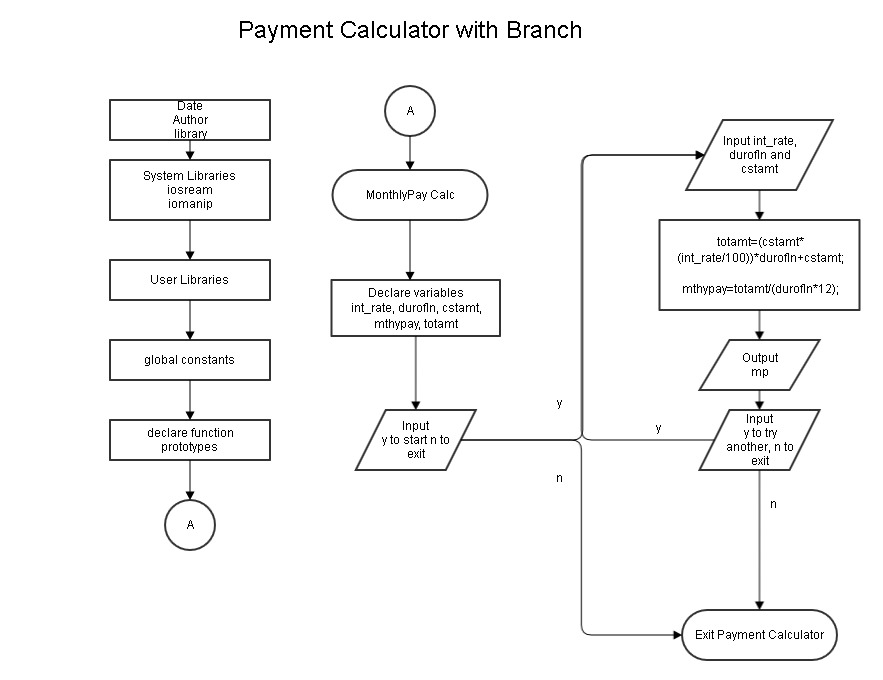 Payment Calculator with Branch
Date
Author
library
System Libraries
iosream
iomanip
User Libraries
global constants
declare function
prototypes
A
A
MonthlyPay Calc
Declare variables
int_rate, durofln, cstamt,
mthypay, totamt
Input
y to start n to
exit
y
n
Input int_rate,
durofln and
cstamt
totamt=(cstamt*
(int_rate/100))*durofln+cstamt;
mthypay=totamt/(durofln*12);
Output
mp
Input
y to try
another, n to
exit
y
n
Exit Payment Calculator